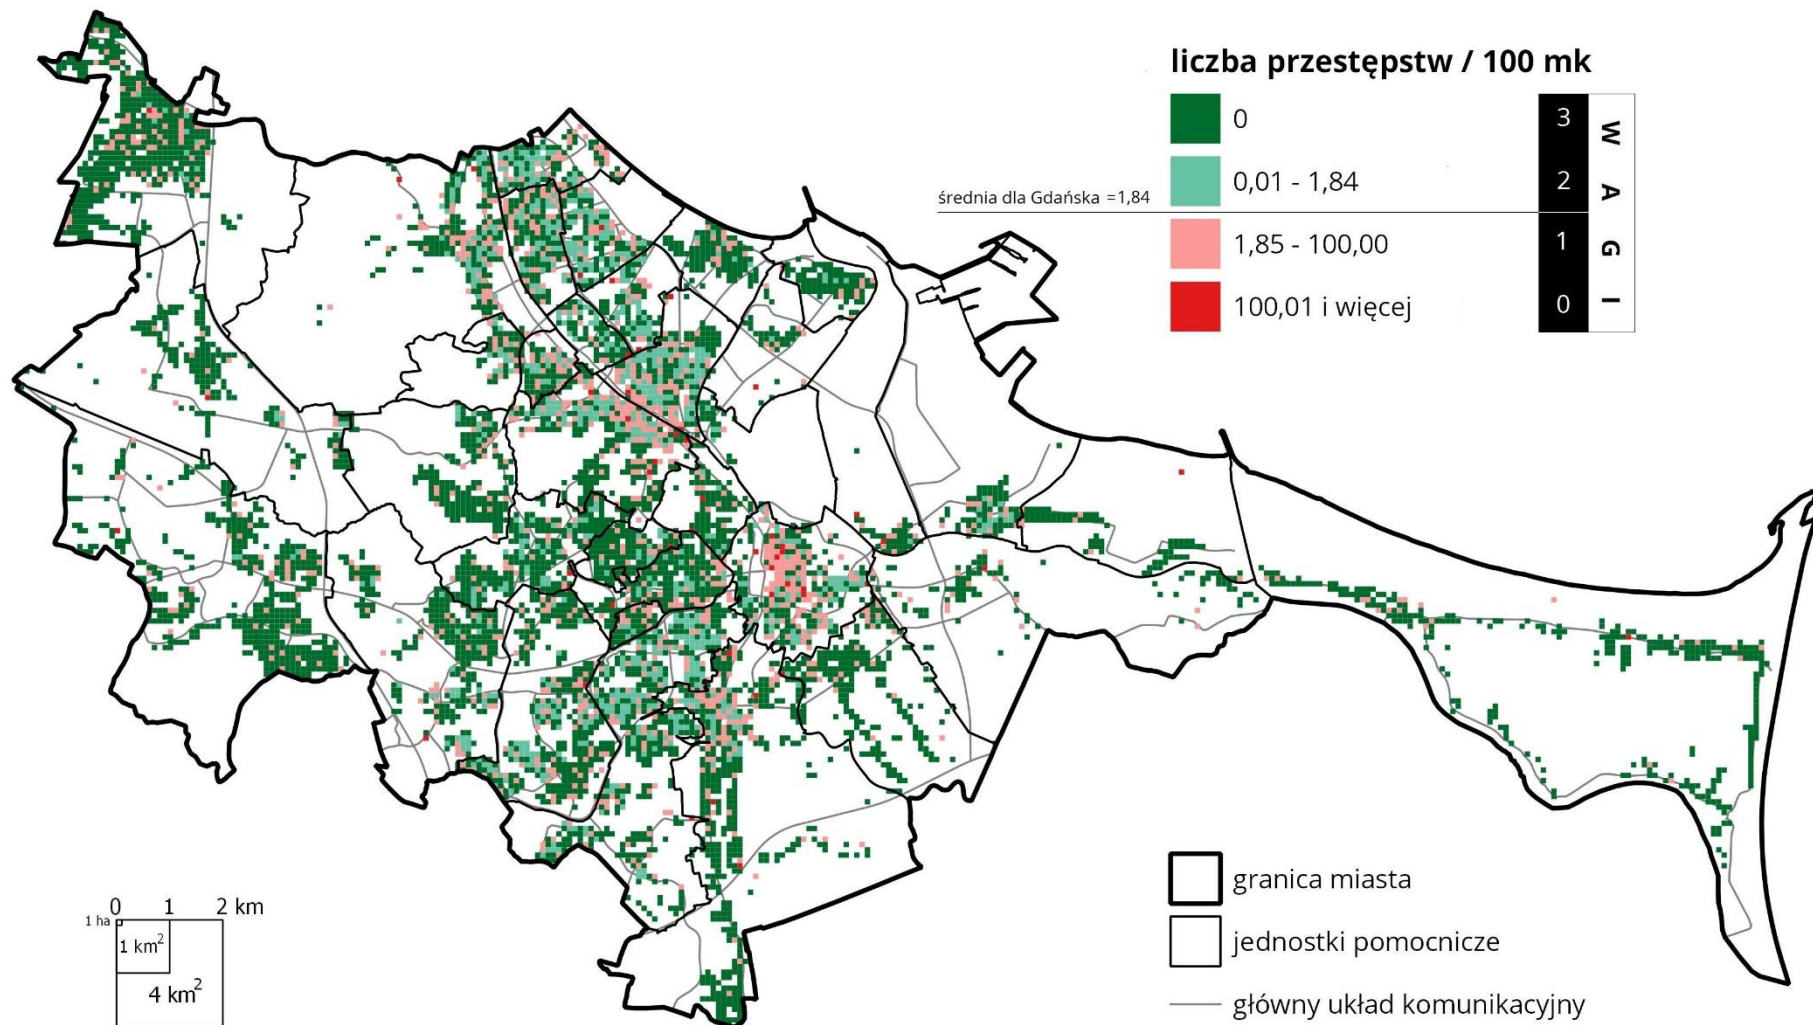 liczba przestępstw / 100 mk
0
3
0,01 - 1,84
2
średnia dla Gdańska =1,84
1,85 - 100,00
1
100,01 i więcej
0
WAGI
granica miasta
jednostki pomocnicze
główny układ komunikacyjny
0 1 2 km
1 ha
1 km²
4 km²